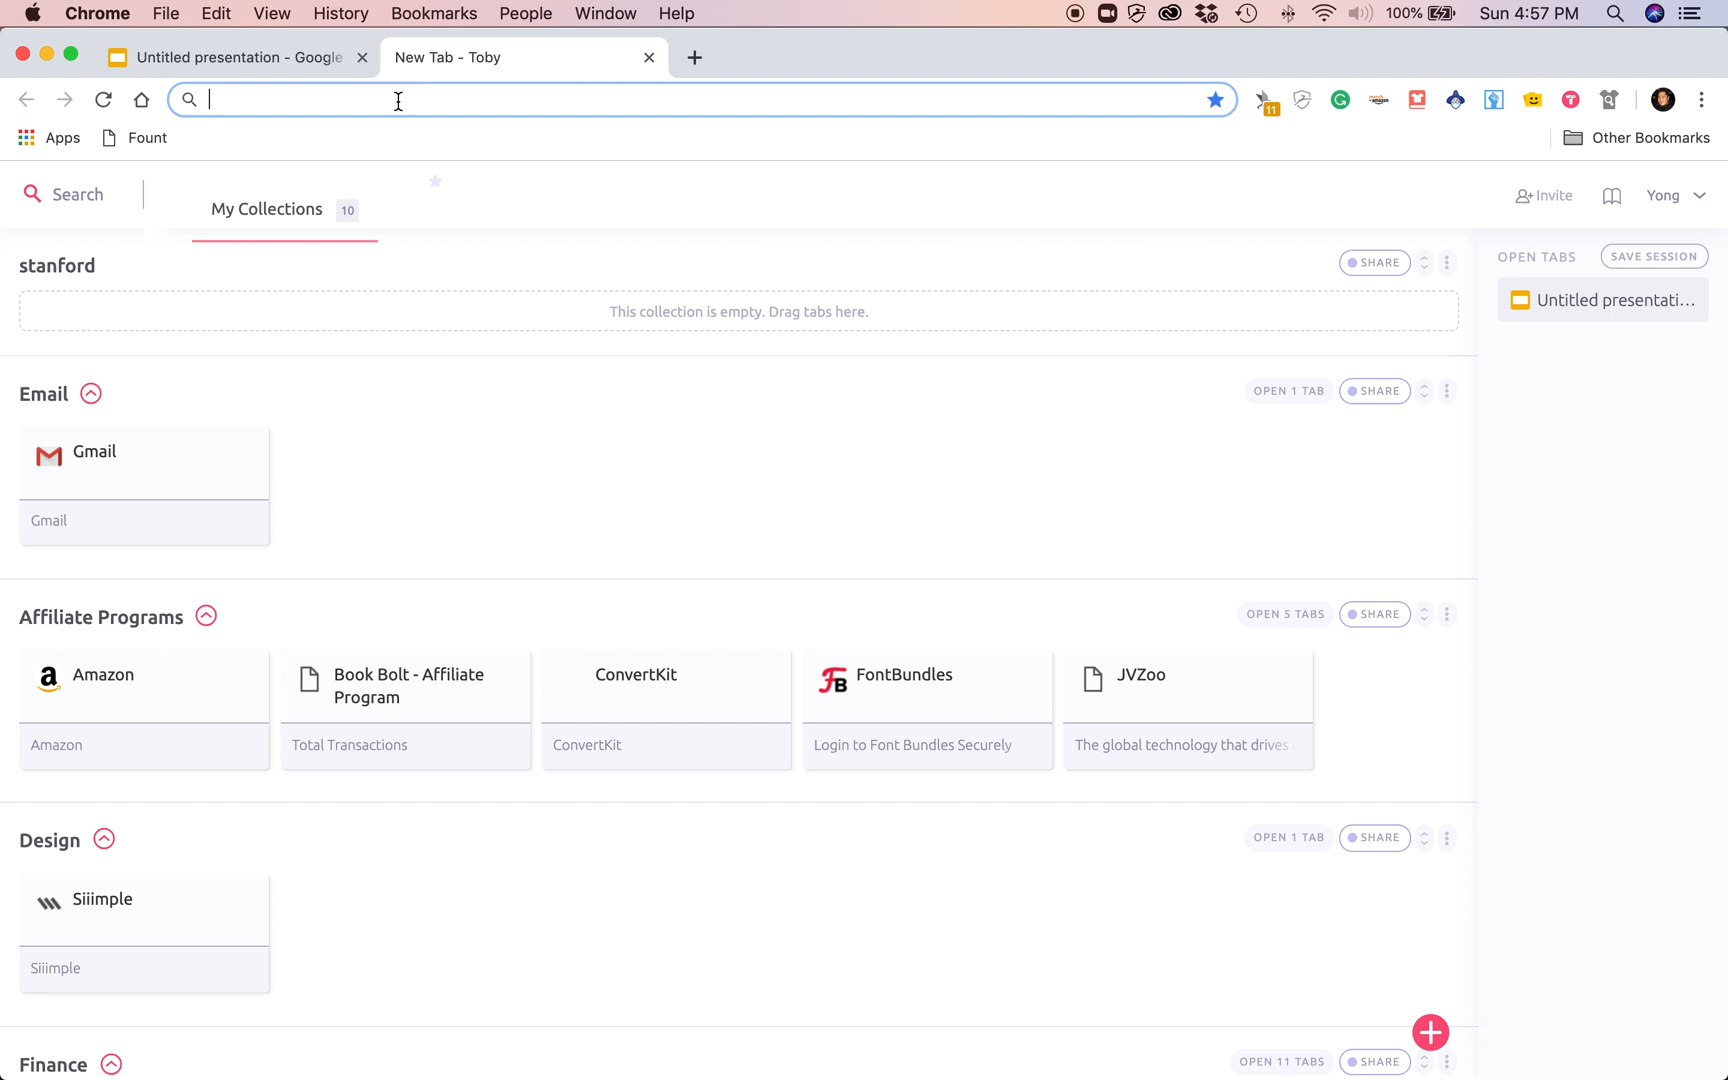 Chrome File Edit View History Bookmarks People Window Help 100% Sun 4:57 PM
Untitled presentation - Google New Tab - Toby
11
Apps Fount Other Bookmarks
Search My Collections 10 Invite Yong
stanford SHARE OPEN TABS SAVE SESSION
Untitled presentati...
This collection is empty. Drag tabs here.
Email OPEN 1 TAB SHARE
Gmail
Gmail
Affiliate Programs OPEN 5 TABS SHARE
Amazon
Amazon
Book Bolt - Affiliate
Program
Total Transactions
ConvertKit
ConvertKit
FontBundles
Login to Font Bundles Securely
JVZoo
The global technology that drives
Design OPEN 1 TAB SHARE
Siiimple
Siiimple
Finance OPEN 11 TABS SHARE